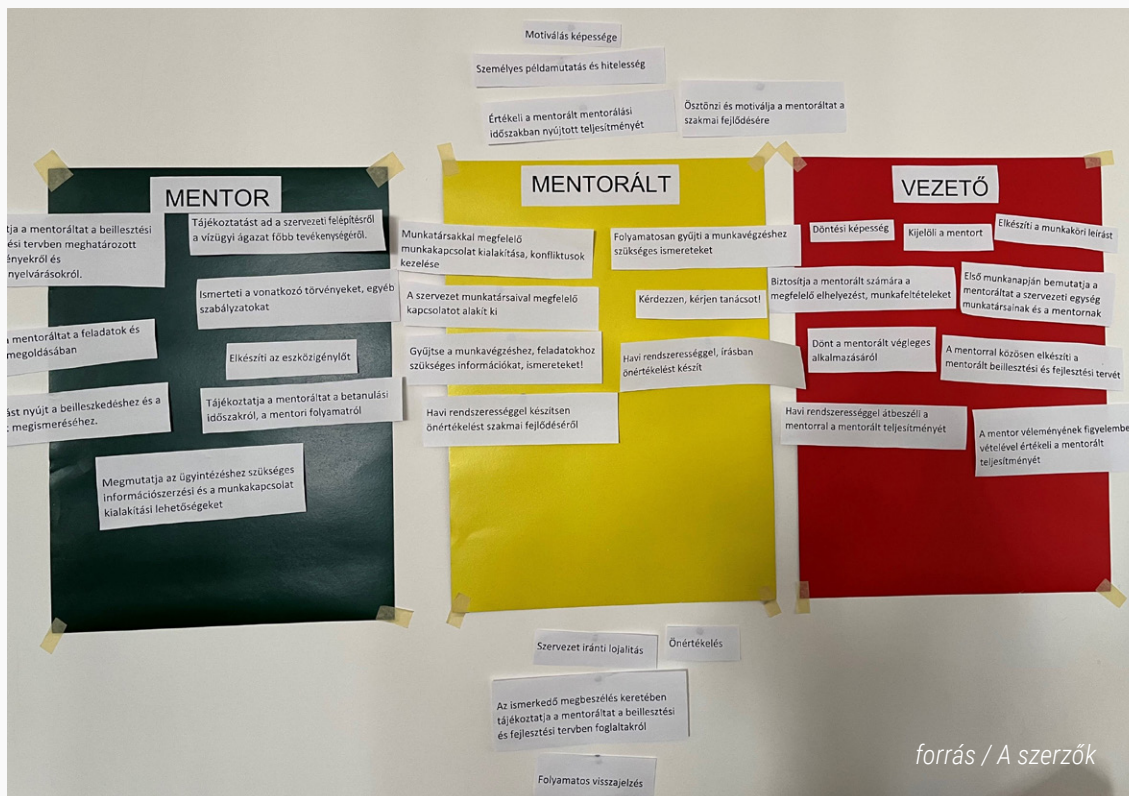 Motiválás képessége
Személyes példamutatás és hitelesség
Értékeli a mentorált mentorálási
időszakban nyújtott teljesítményét
Ösztönzi és motiválja a mentoráltat a
szakmai fejlődésére
MENTOR
tja a mentoráltat a beillesztési
ési tervben meghatározott
ényekről és
nyelvárásokról.
Tájékoztatást ad a szervezeti felépítésről
a vízügyi ágazat főbb tevékenységéről.
Ismerteti a vonatkozó törvényeket, egyéb
szabályzatokat
a mentoráltat a feladatok és
megoldásában
Elkészíti az eszközigénylőt
ást nyújt a beilleszkedéshez és a
t megismeréséhez.
Tájékoztatja a mentoráltat a betanulási
időszakról, a mentori folyamatról
Megmutatja az ügyintézéshez szükséges
információszerzési és a munkakapcsolat
kialakítási lehetőségeket
MENTORÁLT
Munkatársakkal megfelelő
munkakapcsolat kialakítása, konfliktusok
kezelése
Folyamatosan gyűjti a munkavégzéshez
szükséges ismereteket
A szervezet munkatársaival megfelelő
kapcsolatot alakít ki
Kérdezzen, kérjen tanácsot!
Gyűjtse a munkavégzéshez, feladatokhoz
szükséges információkat, ismereteket!
Havi rendszerességgel, írásban
önértékelést készít
Havi rendszerességgel készítsen
önértékelést szakmai fejlődéséről
VEZETŐ
Döntési képesség
Kijelöli a mentort
Elkészíti a munkaköri leírást
Biztosítja a mentorált számára a
megfelelő elhelyezést, munkafeltételeket
Első munkanapján bemutatja a
mentoráltat a szervezeti egység
munkatársainak és a mentornak
Dönt a mentorált végleges
alkalmazásáról
A mentorral közösen elkészíti a
mentorált beillesztési és fejlesztési tervét
Havi rendszerességgel átbeszéli a
mentorral a mentorált teljesítményét
A mentor véleményének figyelembe
vételével értékeli a mentorált
teljesítményét
Szervezet iránti lojalitás
Önértékelés
Az ismerkedő megbeszélés keretében
tájékoztatja a mentoráltat a beillesztési
és fejlesztési tervben foglaltakról
Folyamatos visszajelzés
forrás / A szerzők